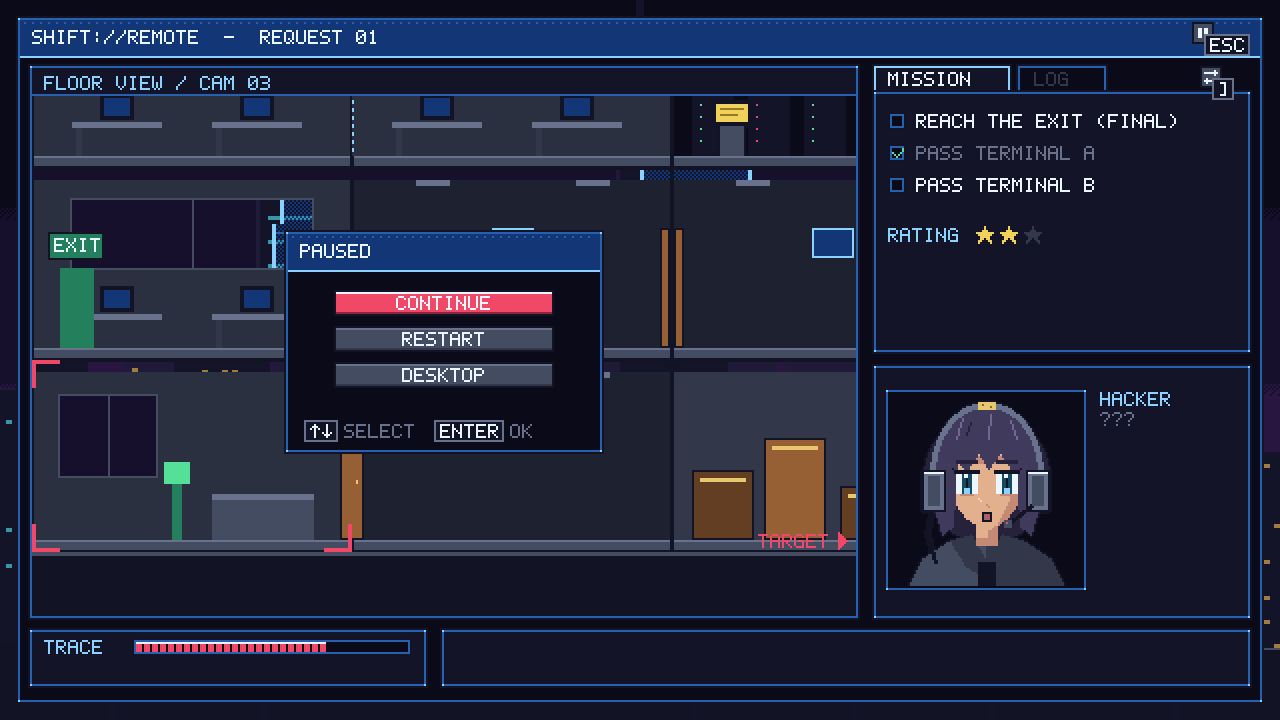 SHIFT://REMOTE - REQUEST 01
ESC
FLOOR VIEW / CAM 03
MISSION
LOG
]
REACH THE EXIT (FINAL)
PASS TERMINAL A
PASS TERMINAL B
RATING
EXIT
PAUSED
CONTINUE
RESTART
DESKTOP
↑↓ SELECT ENTER OK
HACKER
???
TARGET
TRACE